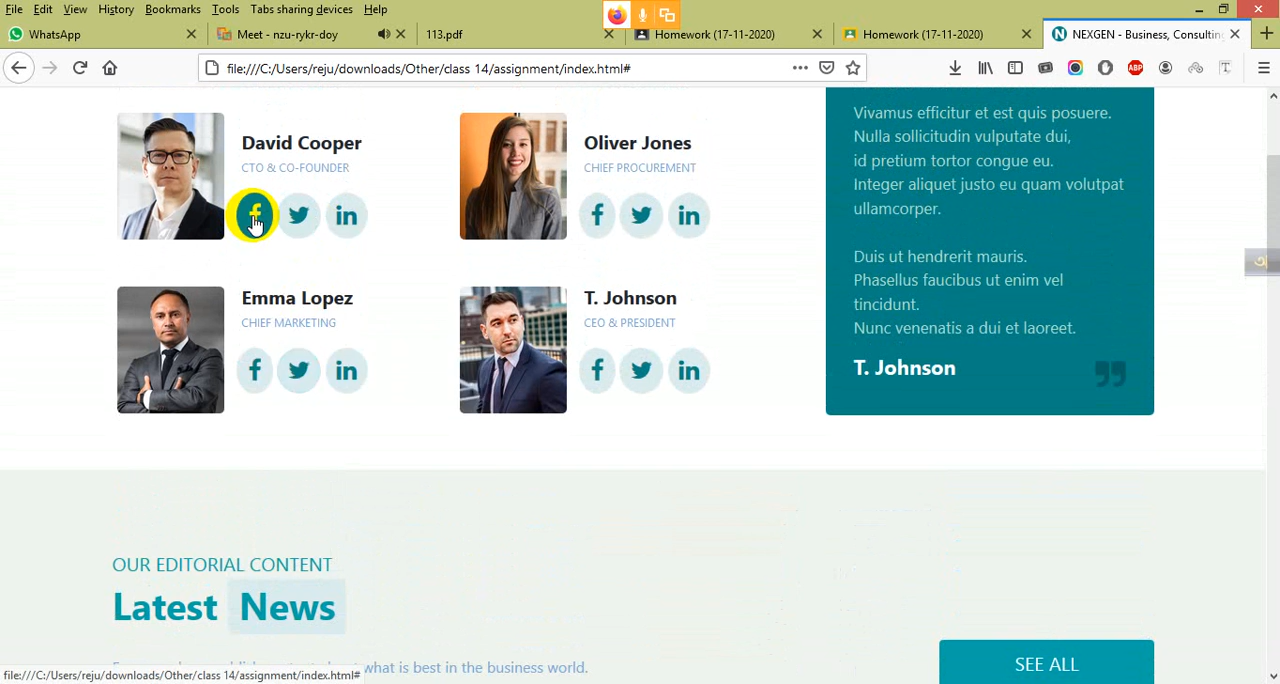 File Edit View History Bookmarks Tools Tabs sharing devices Help
WhatsApp
Meet - nzu-rykr-doy
113.pdf
Homework (17-11-2020)
Homework (17-11-2020)
NEXGEN - Business, Consulting
file:///C:/Users/reju/downloads/Other/class 14/assignment/index.html#
David Cooper
CTO & CO-FOUNDER
Oliver Jones
CHIEF PROCUREMENT
Emma Lopez
CHIEF MARKETING
T. Johnson
CEO & PRESIDENT
Vivamus efficitur et est quis posuere.
Nulla sollicitudin vulputate dui,
id pretium tortor congue eu.
Integer aliquet justo eu quam volutpat
ullamcorper.
Duis ut hendrerit mauris.
Phasellus faucibus ut enim vel
tincidunt.
Nunc venenatis a dui et laoreet.
T. Johnson
OUR EDITORIAL CONTENT
Latest News
what is best in the business world.
SEE ALL
file:///C:/Users/reju/downloads/Other/class 14/assignment/index.html#